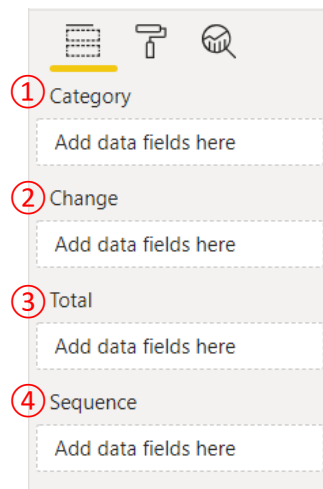 ① Category
Add data fields here
② Change
Add data fields here
③ Total
Add data fields here
④ Sequence
Add data fields here